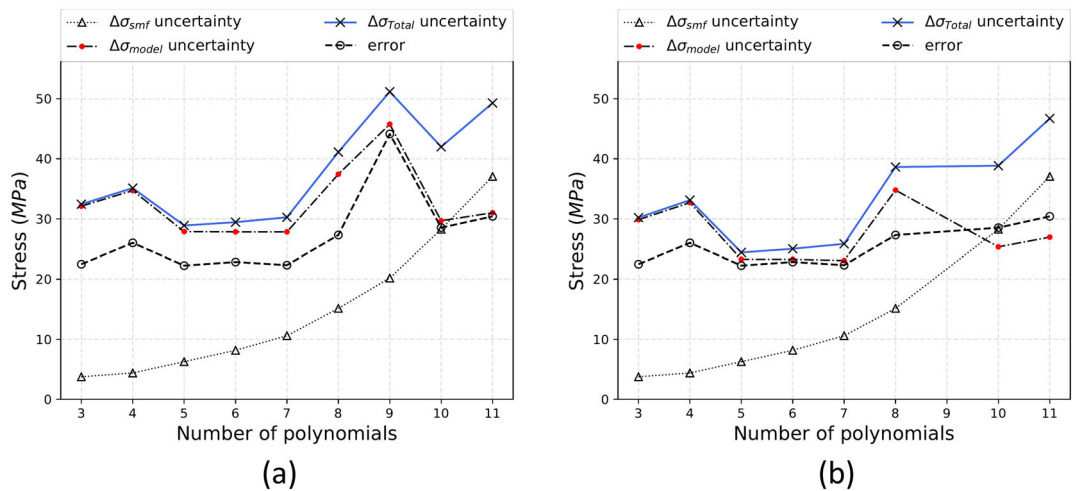 Δσsmf uncertainty
Δσmodel uncertainty
ΔσTotal uncertainty
error
50
40
30
20
10
0
Stress (MPa)
3 4 5 6 7 8 9 10 11
Number of polynomials
(a)
Δσsmf uncertainty
Δσmodel uncertainty
ΔσTotal uncertainty
error
50
40
30
20
10
0
Stress (MPa)
3 4 5 6 7 8 9 10 11
Number of polynomials
(b)